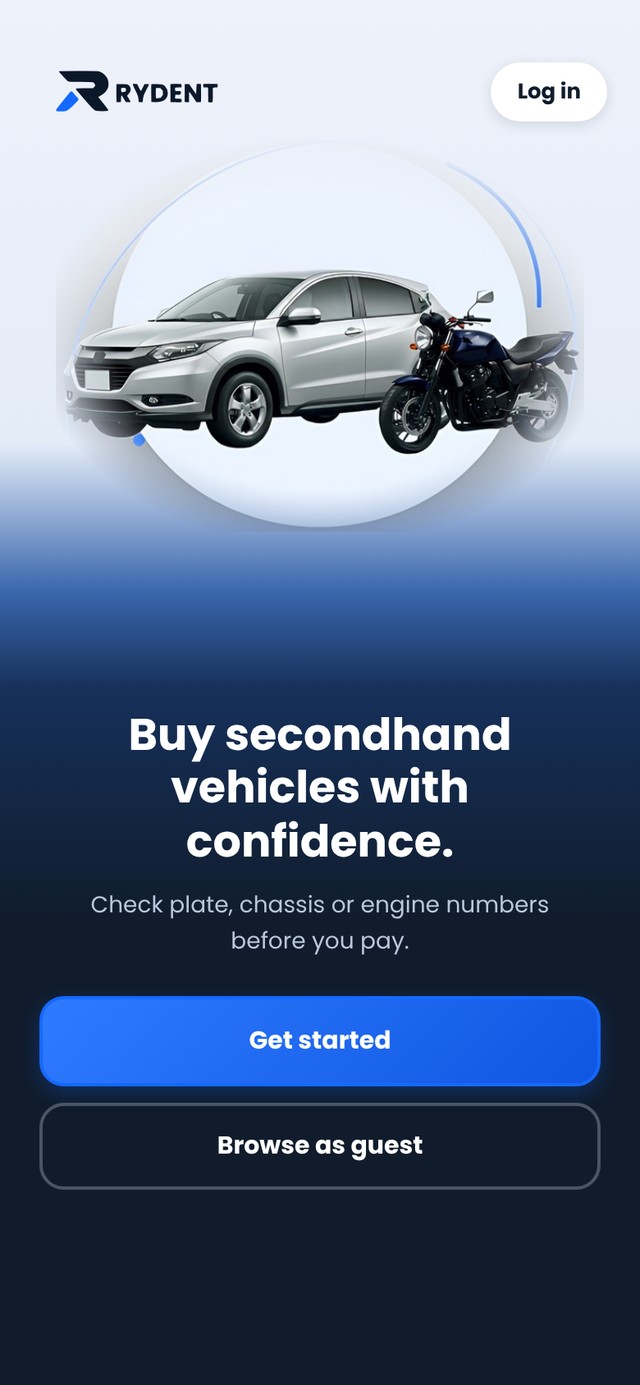 RYDENT
Log in
Buy secondhand
vehicles with
confidence.
Check plate, chassis or engine numbers
before you pay.
Get started
Browse as guest